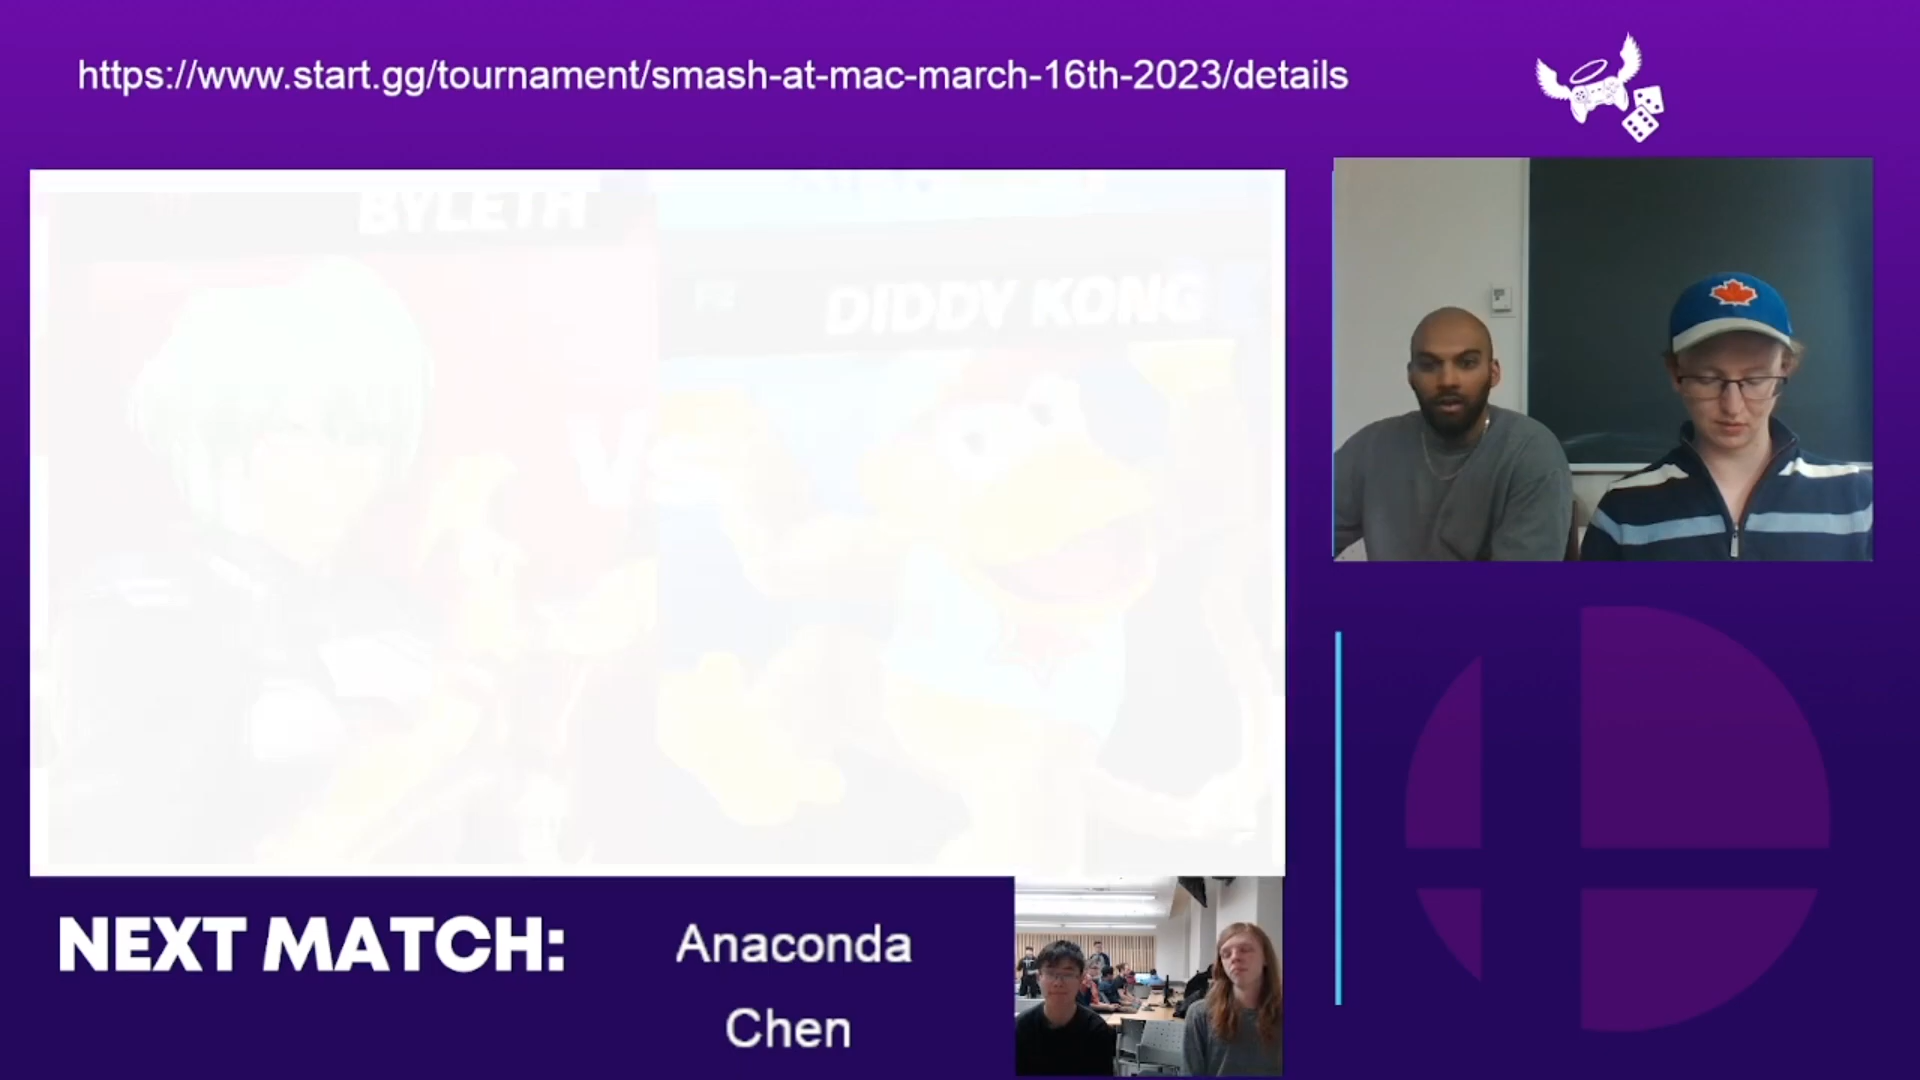 https://www.start.gg/tournament/smash-at-mac-march-16th-2023/details
BYLETH
DIDDY KONG
NEXT MATCH:
Anaconda
Chen